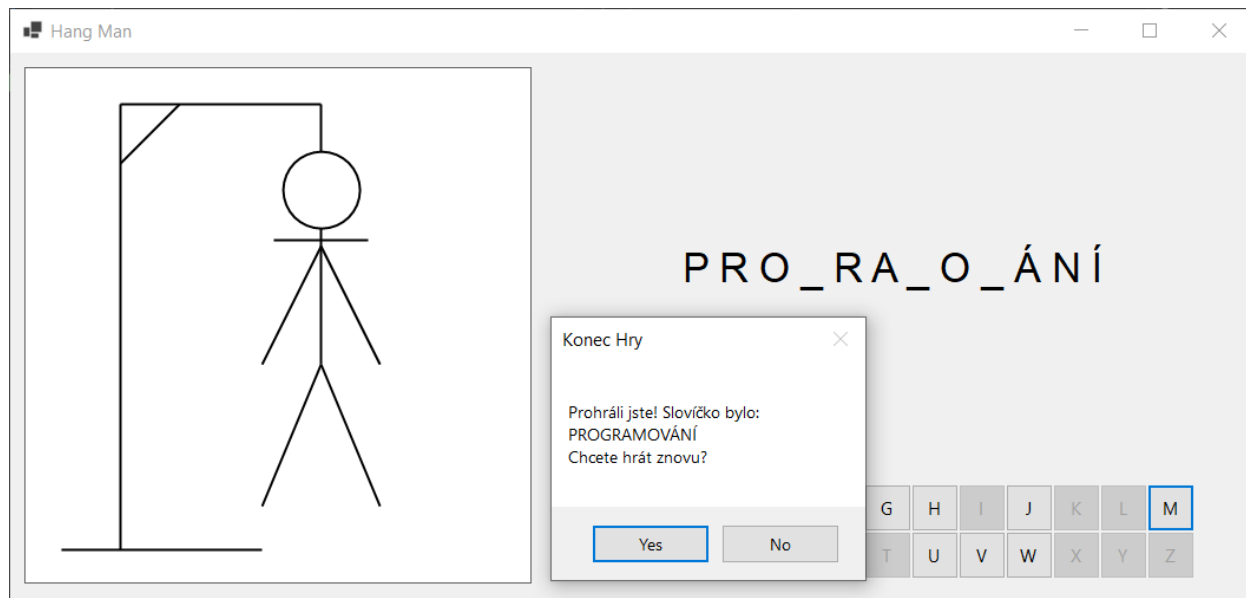 Hang Man
P R O _ R A _ O _ Á N Í
Konec Hry
Prohráli jste! Slovíčko bylo:
PROGRAMOVÁNÍ
Chcete hrát znovu?
Yes No
G H I J K L M
T U V W X Y Z